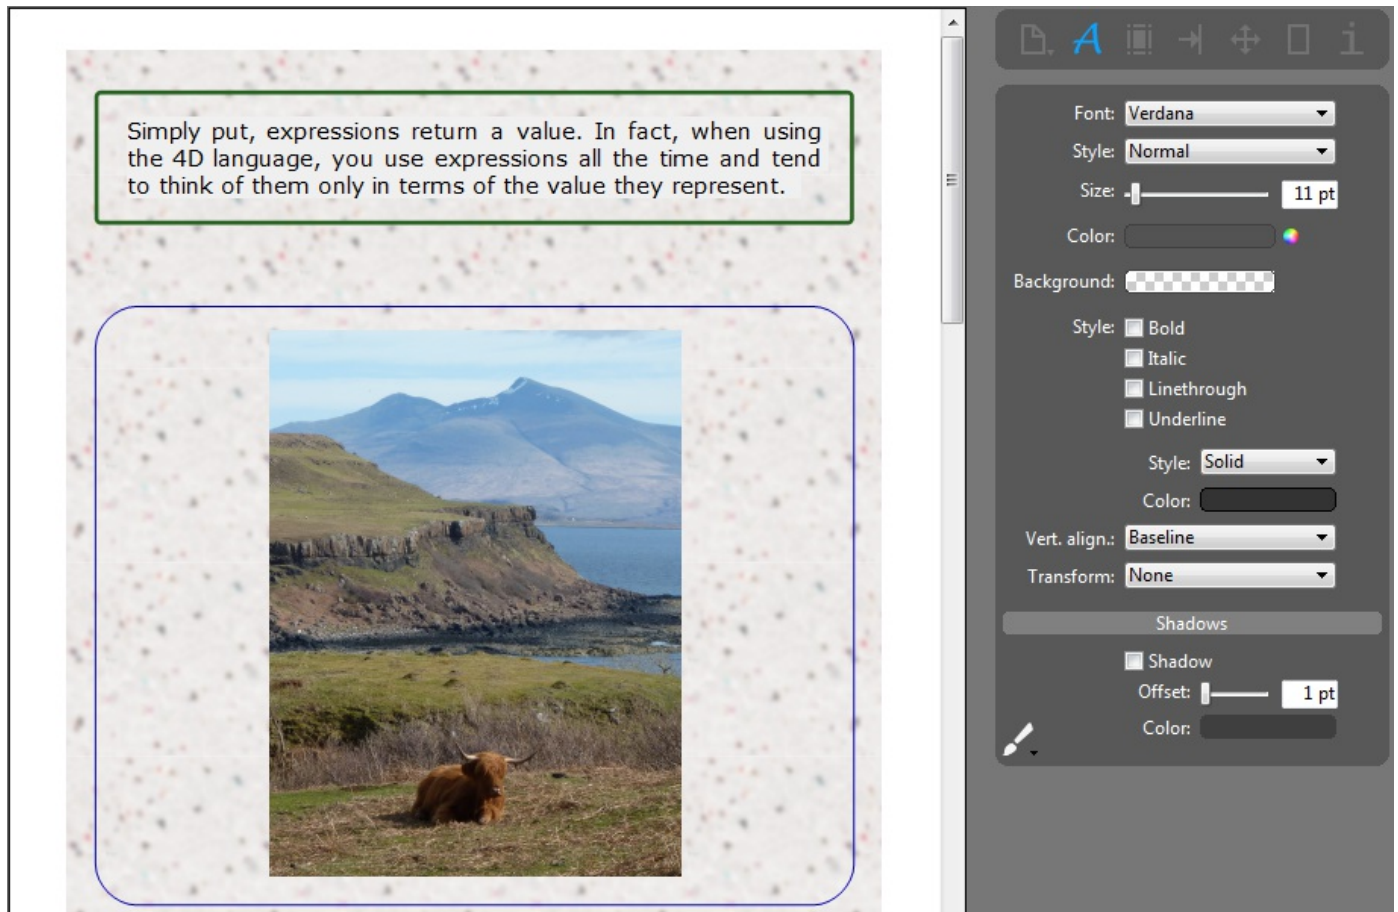 Simply put, expressions return a value. In fact, when using
the 4D language, you use expressions all the time and tend
to think of them only in terms of the value they represent.
Font: Verdana
Style: Normal
Size: 11 pt
Color:
Background:
Style: Bold
Italic
Linethrough
Underline
Style: Solid
Color:
Vert. align.: Baseline
Transform: None
Shadows
Shadow
Offset: 1 pt
Color: